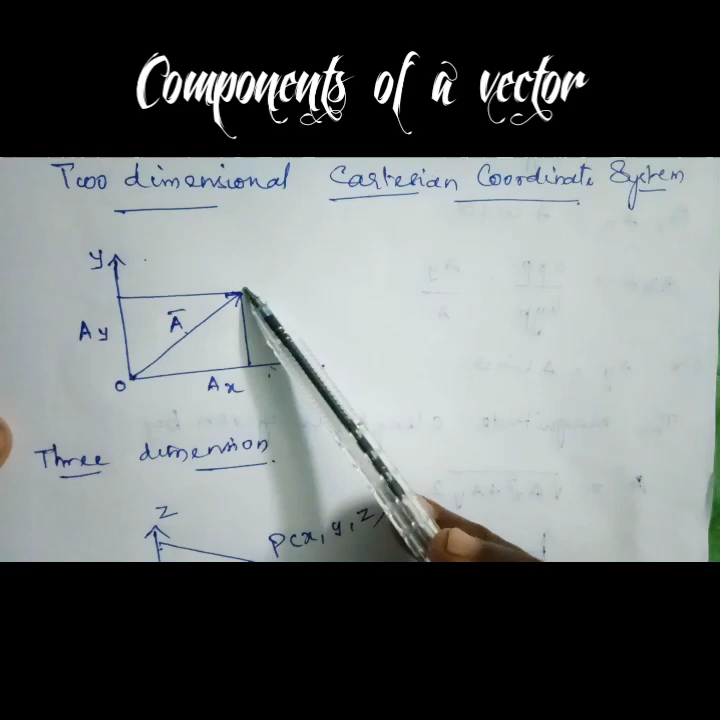 Components of a vector
Two dimensional Cartesian Coordinate System
y
Ay
A̅
O
Ax
Three dimension
Z
P(x, y, z)